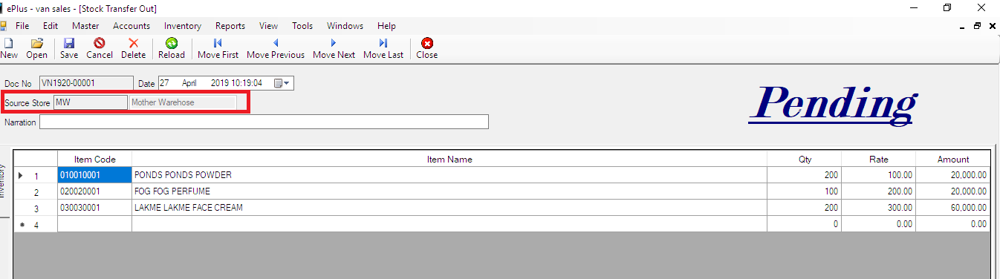 ePlus - van sales - [Stock Transfer Out]
File Edit Master Accounts Inventory Reports View Tools Windows Help
New Open Save Cancel Delete Reload Move First Move Previous Move Next Move Last Close
Doc No VN1920-00001 Date 27 April 2019 10:19:04
Source Store MW Mother Warehose
Pending
Narration
Inventory
Item Code Item Name Qty Rate Amount
1 010010001 PONDS PONDS POWDER 200 100.00 20,000.00
2 020020001 FOG FOG PERFUME 100 200.00 20,000.00
3 030030001 LAKME LAKME FACE CREAM 200 300.00 60,000.00
4 0 0.00 0.00